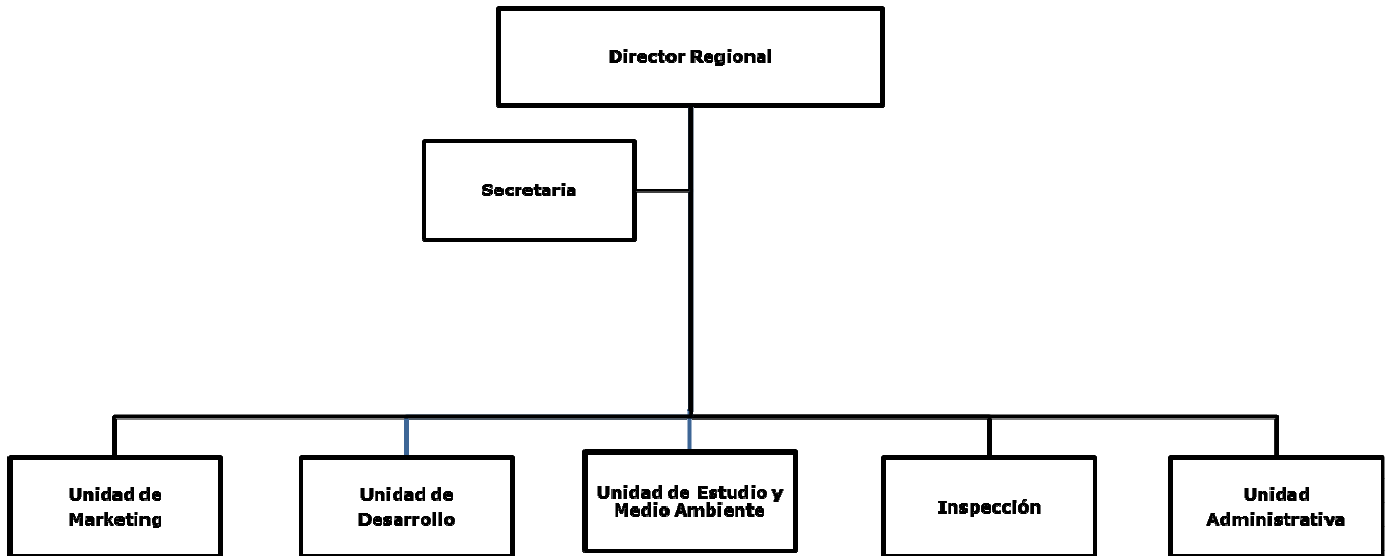 Director Regional
Secretaria
Unidad de
Marketing
Unidad de
Desarrollo
Unidad de Estudio y
Medio Ambiente
Inspección
Unidad
Administrativa